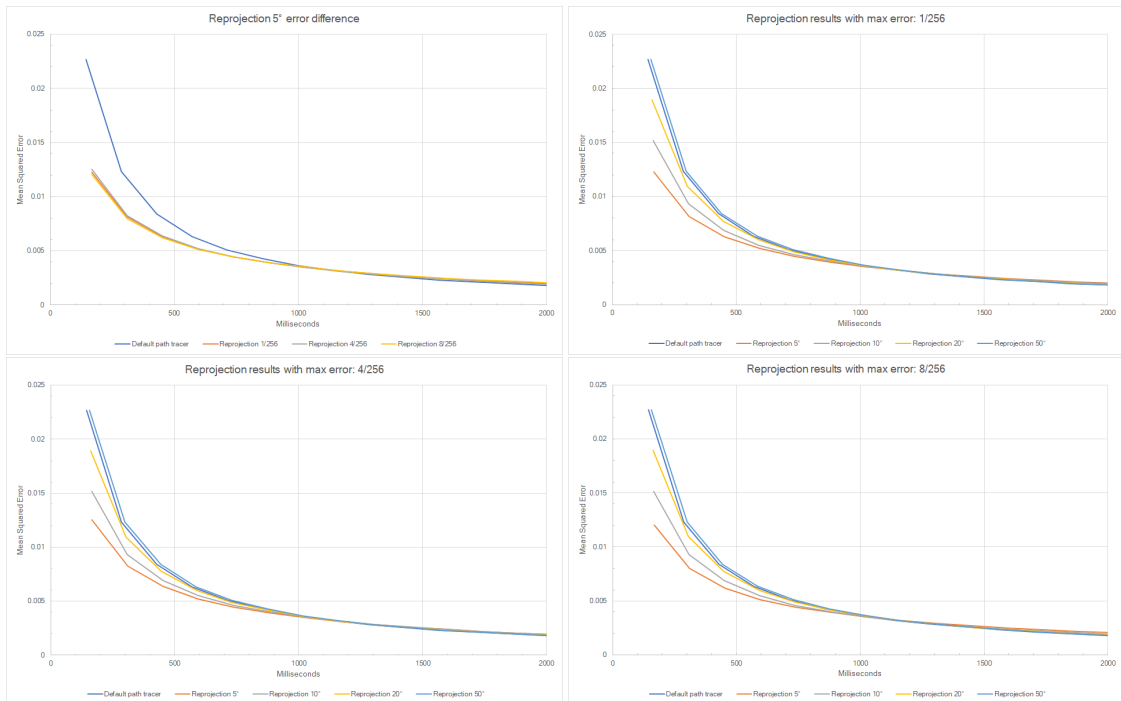 Reprojection 5° error difference
0.025
0.02
0.015
0.01
0.005
0
Mean Squared Error
0 500 1000 1500 2000
Milliseconds
Default path tracer Reprojection 1/256 Reprojection 4/256 Reprojection 8/256
Reprojection results with max error: 1/256
0.025
0.02
0.015
0.01
0.005
0
Mean Squared Error
0 500 1000 1500 2000
Milliseconds
Default path tracer Reprojection 5° Reprojection 10° Reprojection 20° Reprojection 50°
Reprojection results with max error: 4/256
0.025
0.02
0.015
0.01
0.005
0
Mean Squared Error
0 500 1000 1500 2000
Milliseconds
Default path tracer Reprojection 5° Reprojection 10° Reprojection 20° Reprojection 50°
Reprojection results with max error: 8/256
0.025
0.02
0.015
0.01
0.005
0
Mean Squared Error
0 500 1000 1500 2000
Milliseconds
Default path tracer Reprojection 5° Reprojection 10° Reprojection 20° Reprojection 50°